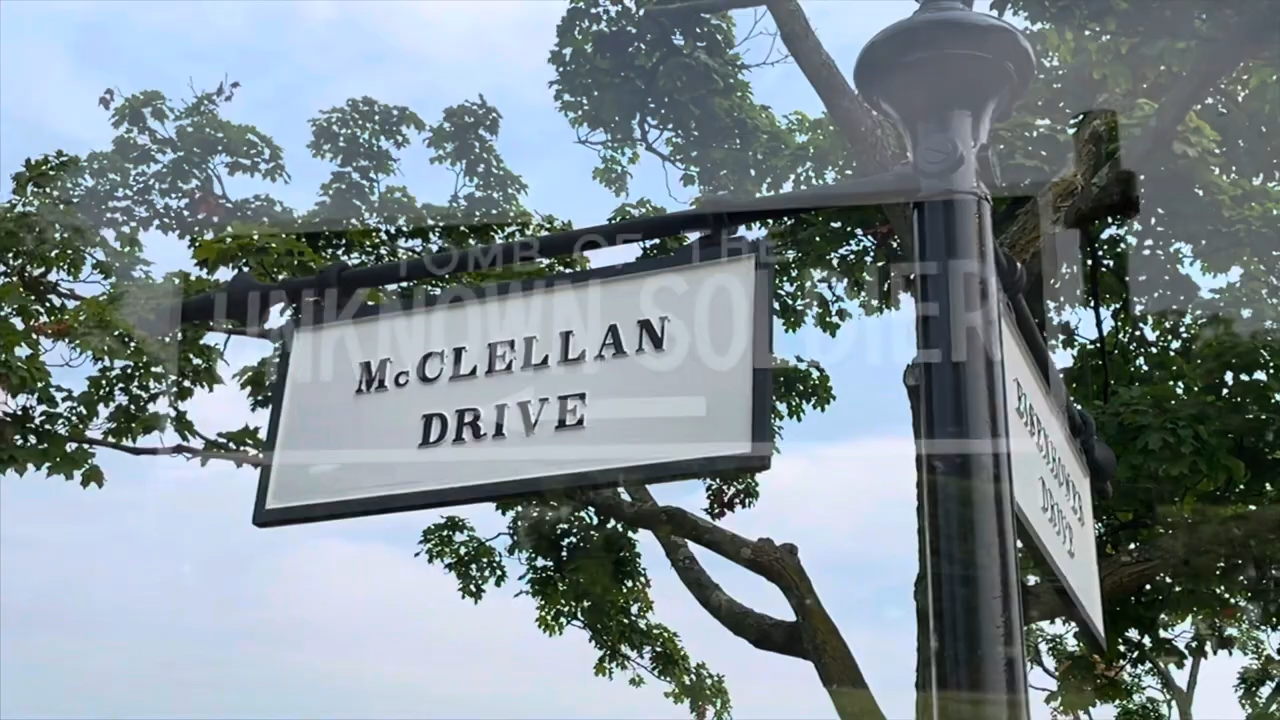 TOMB OF THE
UNKNOWN SOLDIER
McCLELLAN
DRIVE
EISENHOWER
DRIVE